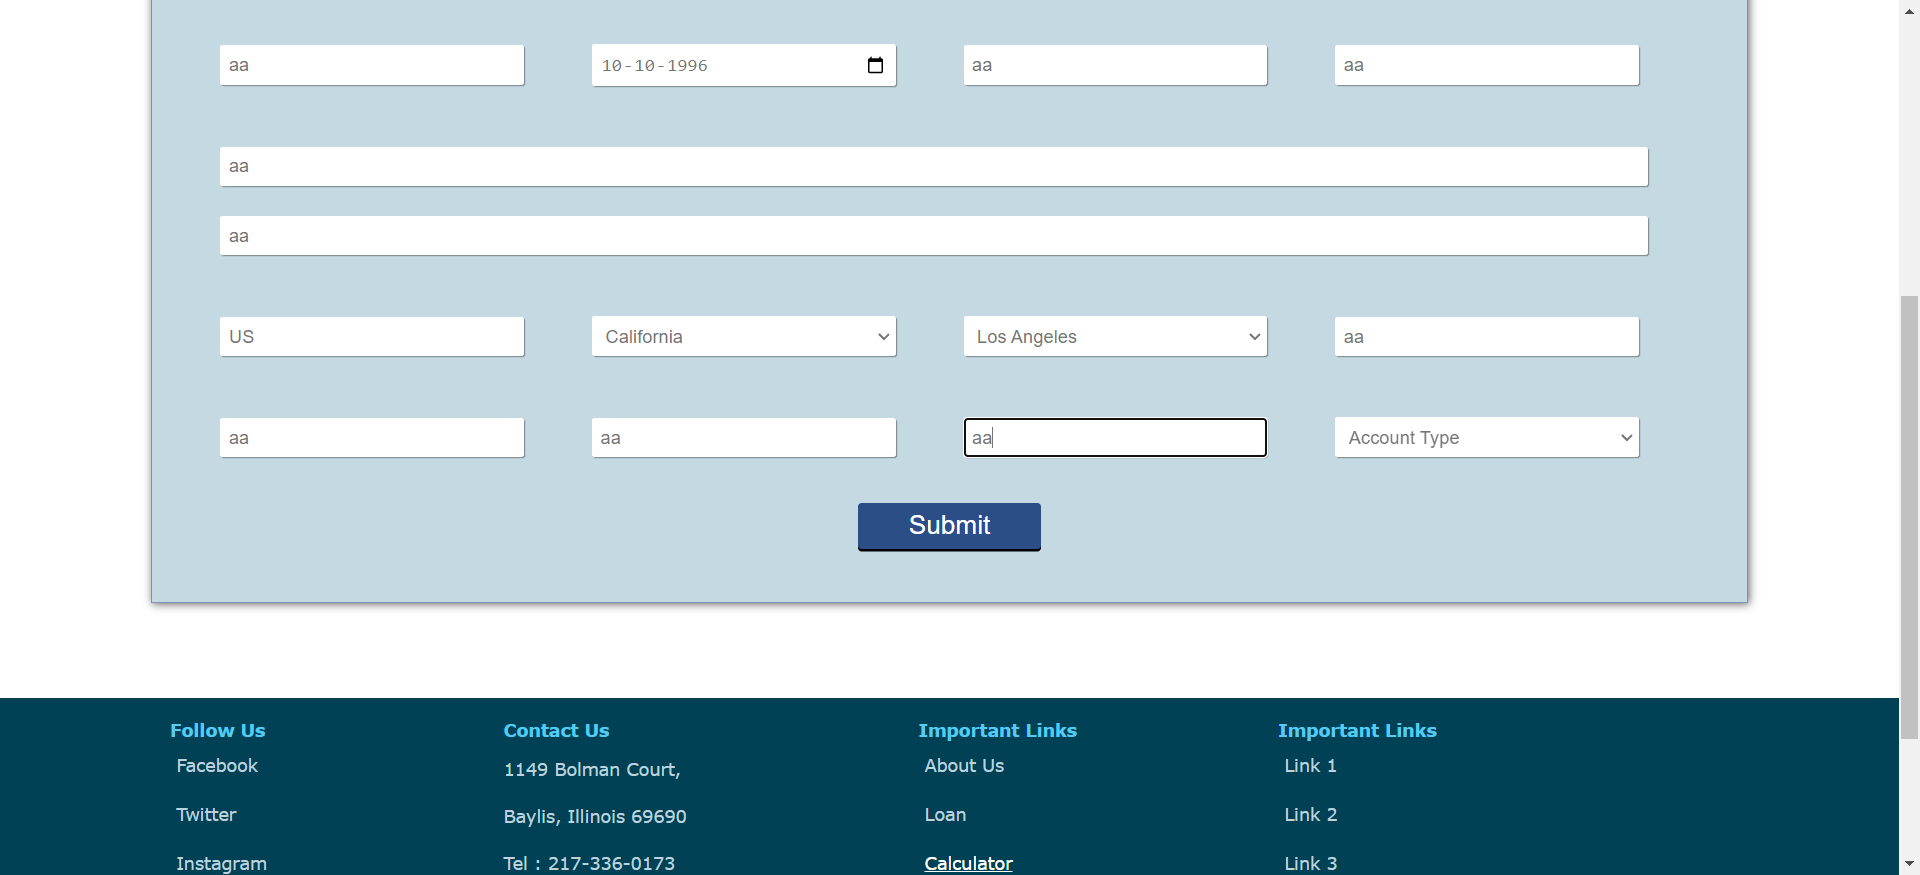 aa 10-10-1996 aa aa
aa
aa
US California Los Angeles aa
aa aa aa Account Type
Submit
Follow Us Contact Us Important Links Important Links
Facebook 1149 Bolman Court, About Us Link 1
Twitter Baylis, Illinois 69690 Loan Link 2
Instagram Tel : 217-336-0173 Calculator Link 3